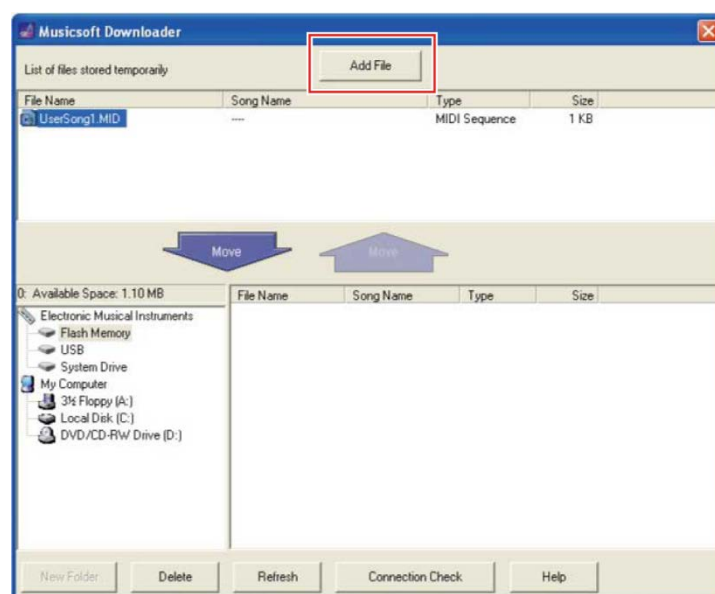 Musicsoft Downloader
List of files stored temporarily
Add File
File Name Song Name Type Size
UserSong1.MID ---- MIDI Sequence 1 KB
Move Move
0: Available Space: 1.10 MB
File Name Song Name Type Size
Electronic Musical Instruments
Flash Memory
USB
System Drive
My Computer
3½ Floppy (A:)
Local Disk (C:)
DVD/CD-RW Drive (D:)
New Folder Delete Refresh Connection Check Help